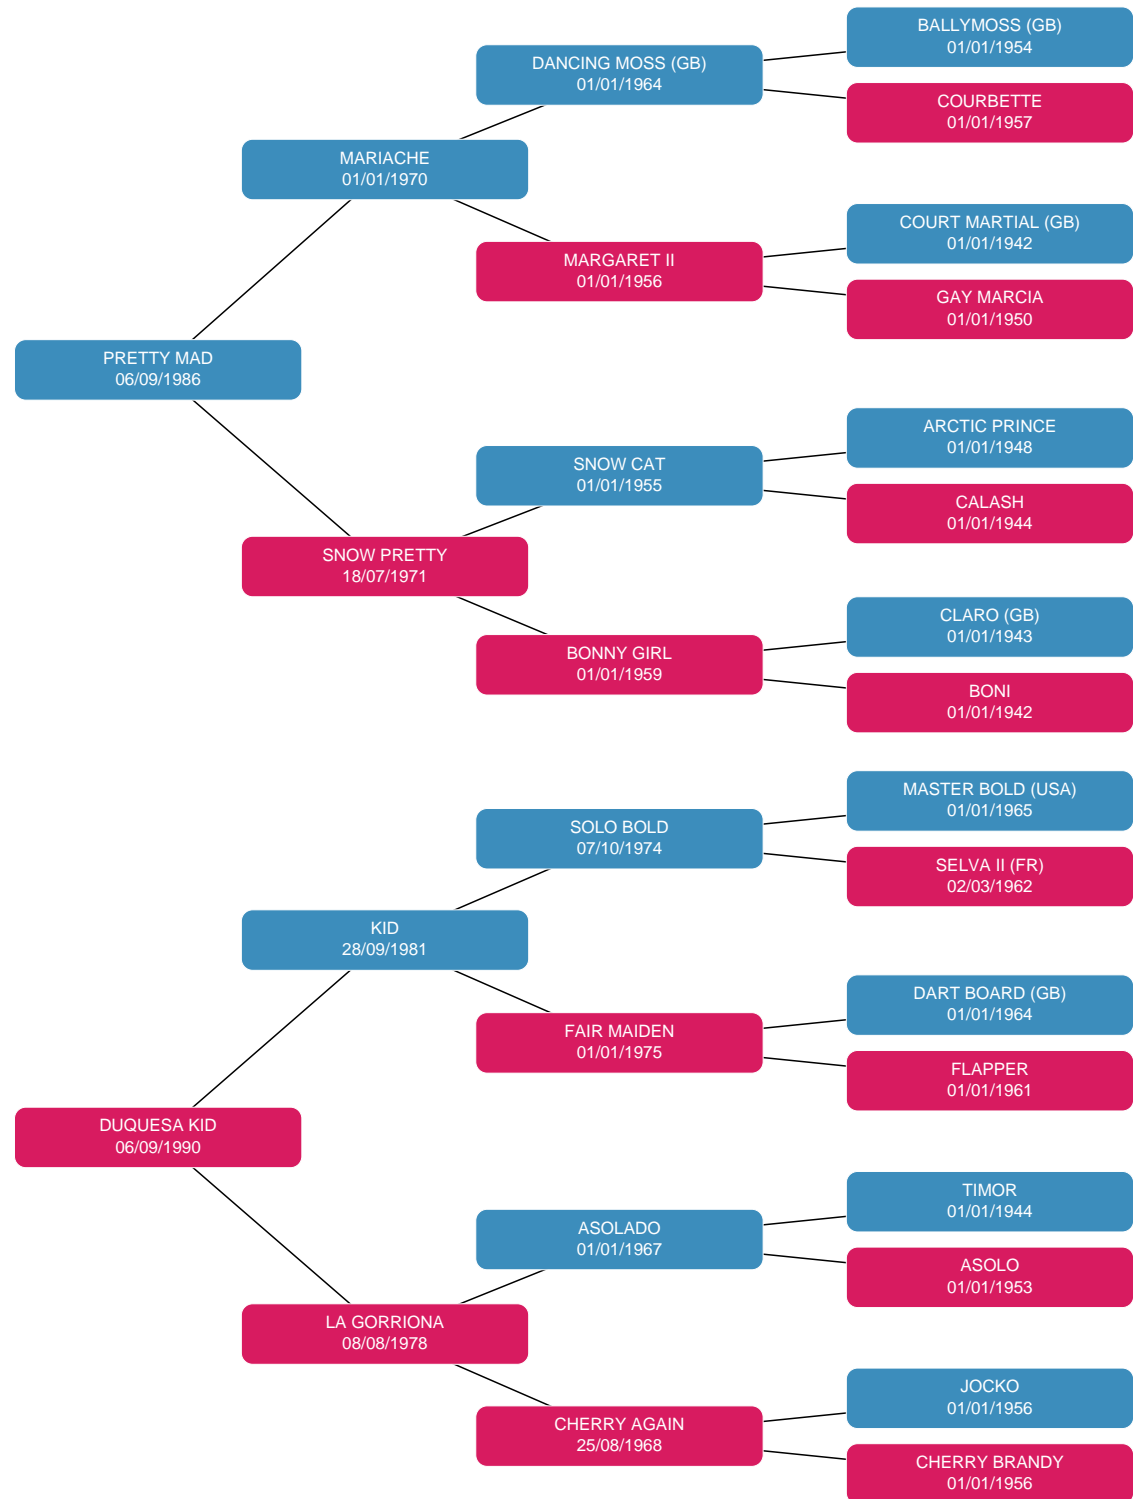 BALLYMOSS (GB)
01/01/1954
DANCING MOSS (GB)
01/01/1964
COURBETTE
01/01/1957
MARIACHE
01/01/1970
COURT MARTIAL (GB)
01/01/1942
MARGARET II
01/01/1956
GAY MARCIA
01/01/1950
PRETTY MAD
06/09/1986
ARCTIC PRINCE
01/01/1948
SNOW CAT
01/01/1955
CALASH
01/01/1944
SNOW PRETTY
18/07/1971
CLARO (GB)
01/01/1943
BONNY GIRL
01/01/1959
BONI
01/01/1942
MASTER BOLD (USA)
01/01/1965
SOLO BOLD
07/10/1974
SELVA II (FR)
02/03/1962
KID
28/09/1981
DART BOARD (GB)
01/01/1964
FAIR MAIDEN
01/01/1975
FLAPPER
01/01/1961
DUQUESA KID
06/09/1990
TIMOR
01/01/1944
ASOLADO
01/01/1967
ASOLO
01/01/1953
LA GORRIONA
08/08/1978
JOCKO
01/01/1956
CHERRY AGAIN
25/08/1968
CHERRY BRANDY
01/01/1956